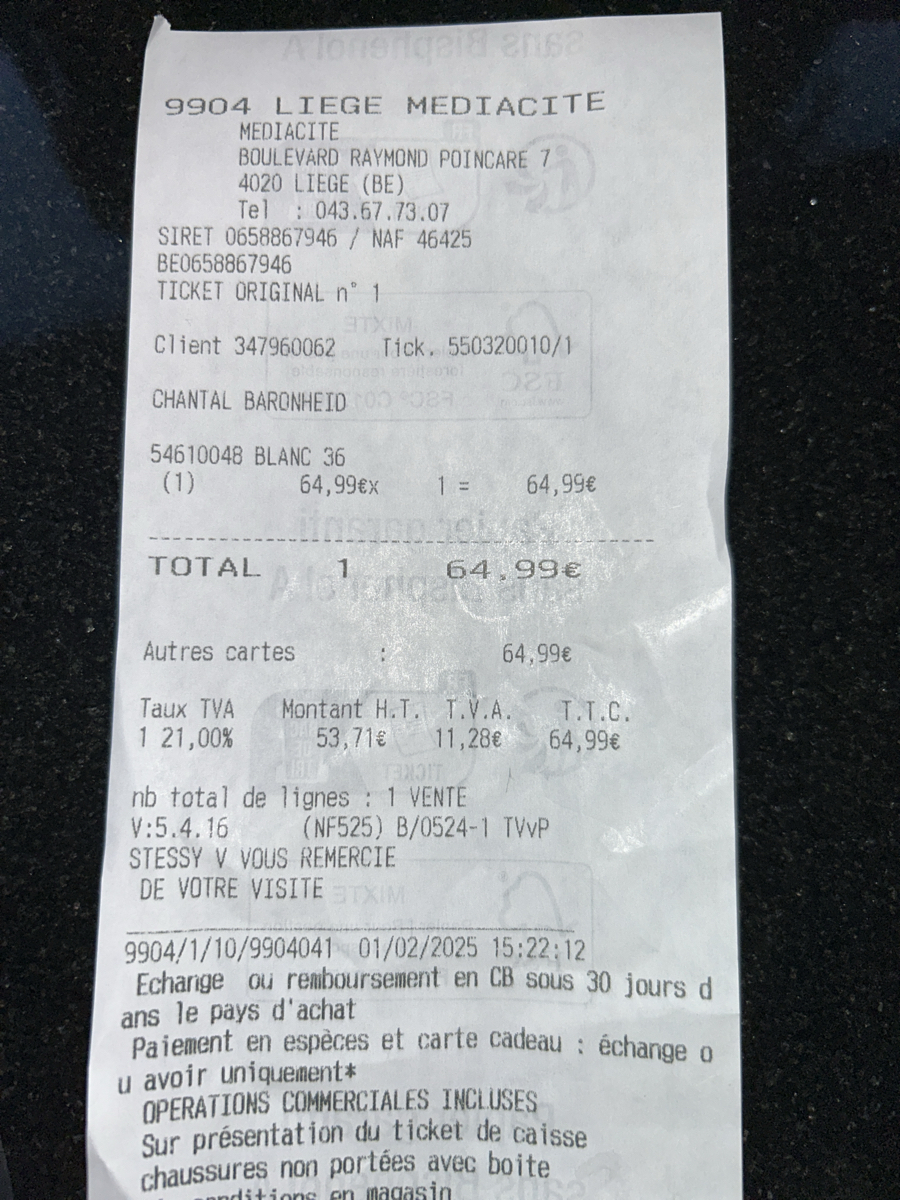 9904 LIEGE MEDIACITE
MEDIACITE
BOULEVARD RAYMOND POINCARE 7
4020 LIEGE (BE)
Tel : 043.67.73.07
SIRET 0658867946 / NAF 46425
BE0658867946
TICKET ORIGINAL n° 1
Client 347960062 Tick. 550320010/1
CHANTAL BARONHEID
54610048 BLANC 36
(1) 64,99€x 1 = 64,99€
TOTAL 1 64,99€
Autres cartes : 64,99€
Taux TVA Montant H.T. T.V.A. T.T.C.
1 21,00% 53,71€ 11,28€ 64,99€
nb total de lignes : 1 VENTE
V:5.4.16 (NF525) B/0524-1 TVvP
STESSY V VOUS REMERCIE
DE VOTRE VISITE
9904/1/10/9904041 01/02/2025 15:22:12
Echange ou remboursement en CB sous 30 jours d
ans le pays d'achat
Paiement en espèces et carte cadeau : échange o
u avoir uniquement*
OPERATIONS COMMERCIALES INCLUSES
Sur présentation du ticket de caisse
chaussures non portées avec boite
en magasin